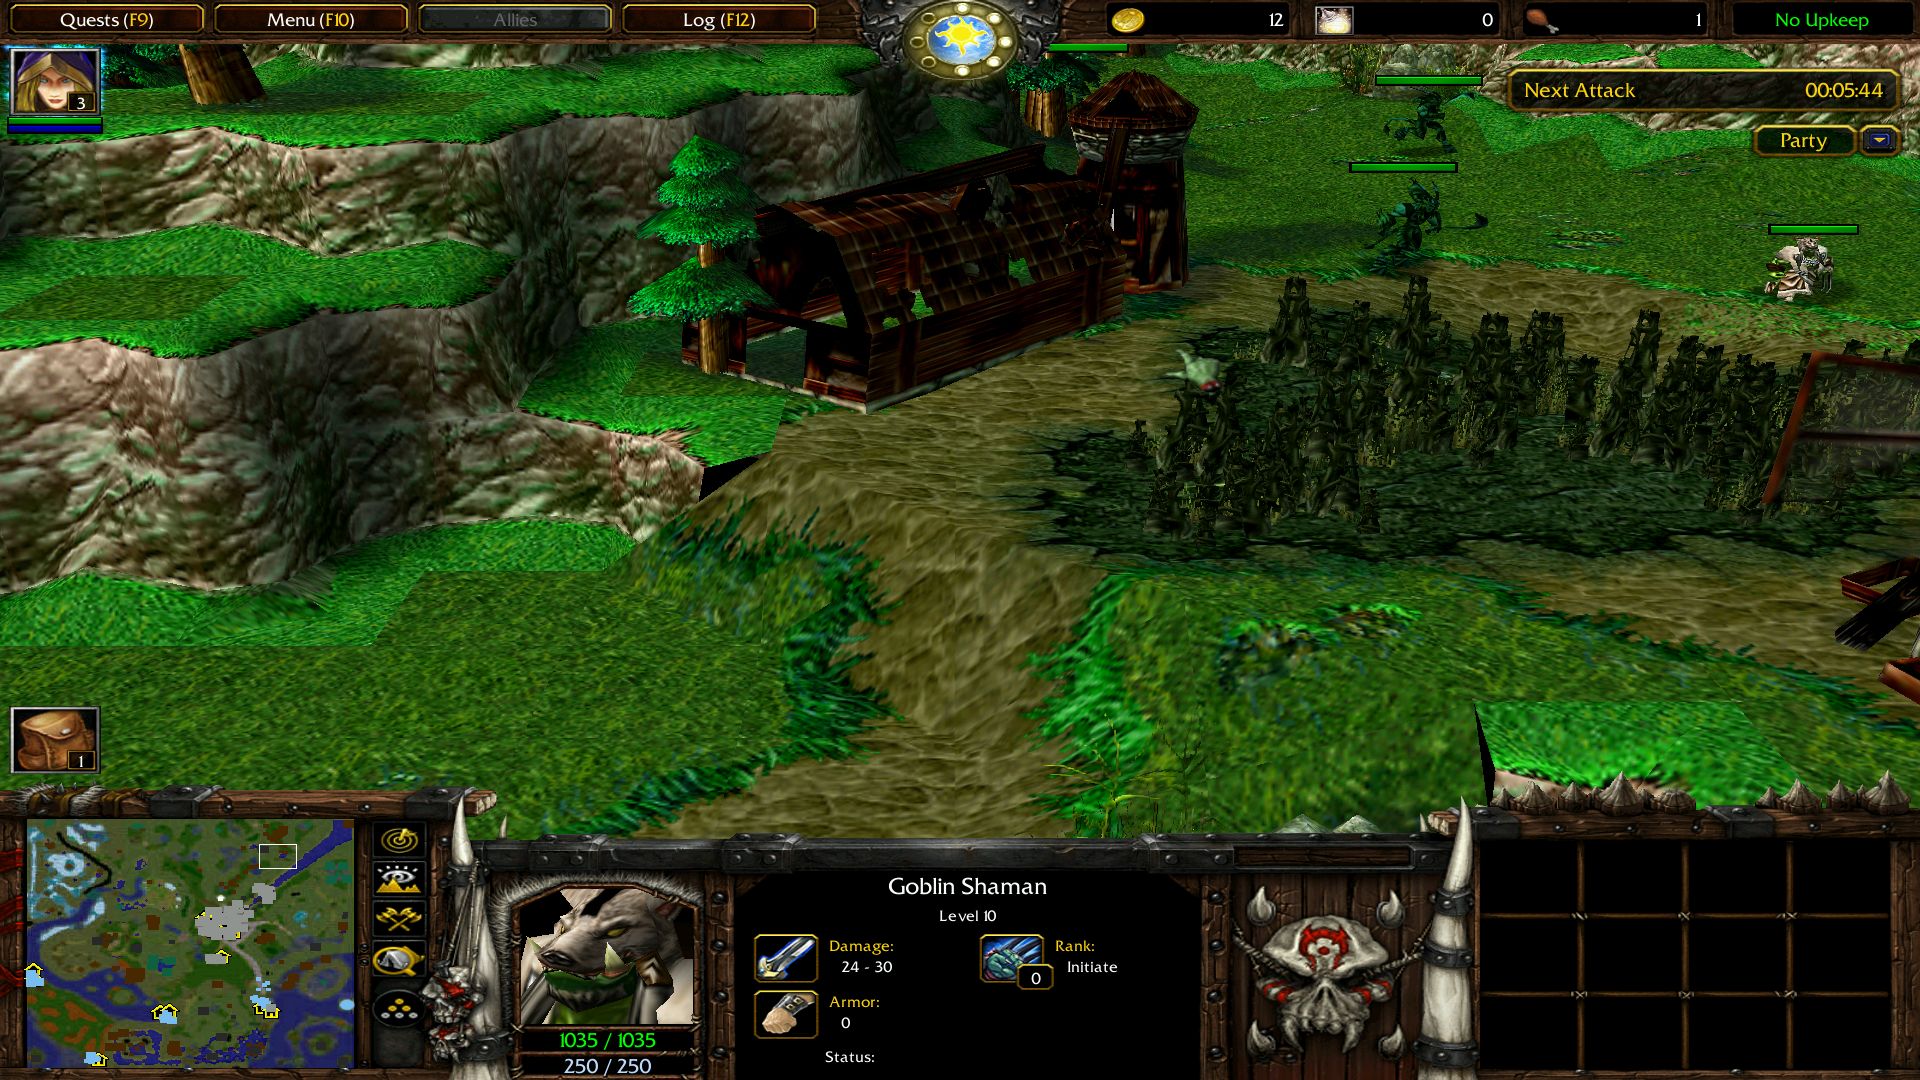 Quests (F9)
Menu (F10)
Allies
Log (F12)
12
0
1
No Upkeep
3
Next Attack
00:05:44
Party
1
Goblin Shaman
Level 10
Damage:
24 - 30
Rank:
Initiate
0
Armor:
0
Status:
1035 / 1035
250 / 250